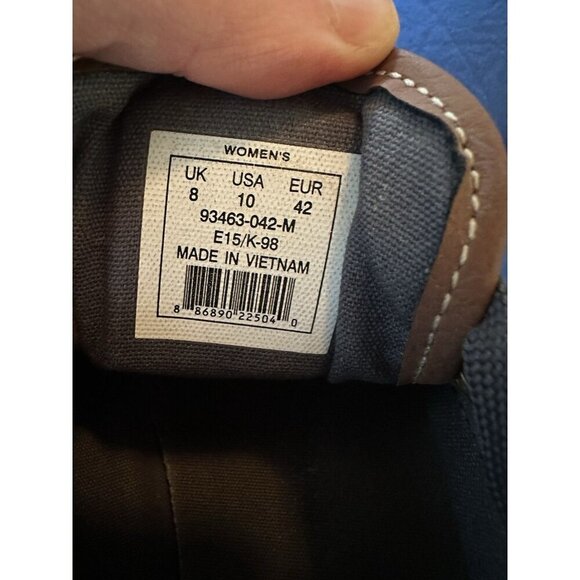 WOMEN'S
UK USA EUR
8 10 42
93463-042-M
E15/K-98
MADE IN VIETNAM
8 86890 22504 0